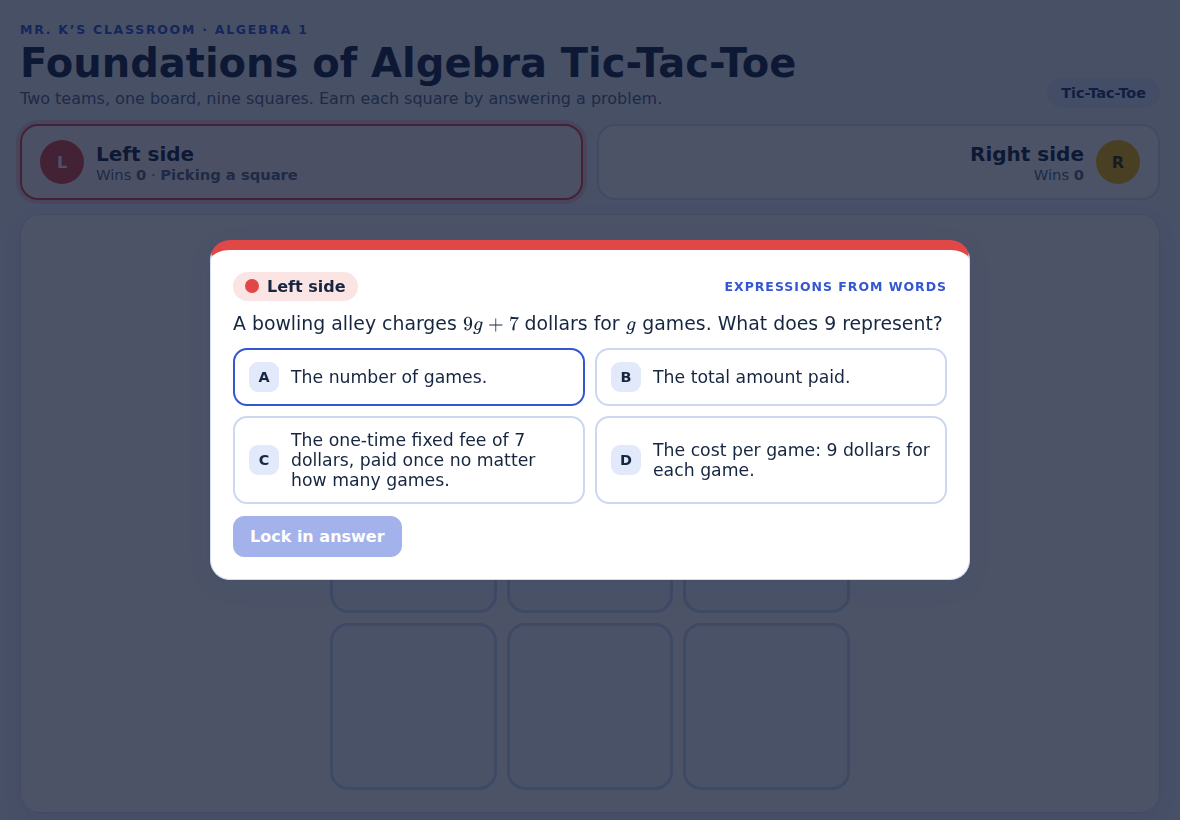 MR. K'S CLASSROOM · ALGEBRA 1
Foundations of Algebra Tic-Tac-Toe
Two teams, one board, nine squares. Earn each square by answering a problem.
Tic-Tac-Toe
L
Left side
Wins 0 · Picking a square
Right side
Wins 0
R
Left side
EXPRESSIONS FROM WORDS
A bowling alley charges 9g + 7 dollars for g games. What does 9 represent?
A
The number of games.
B
The total amount paid.
C
The one-time fixed fee of 7
dollars, paid once no matter
how many games.
D
The cost per game: 9 dollars for
each game.
Lock in answer